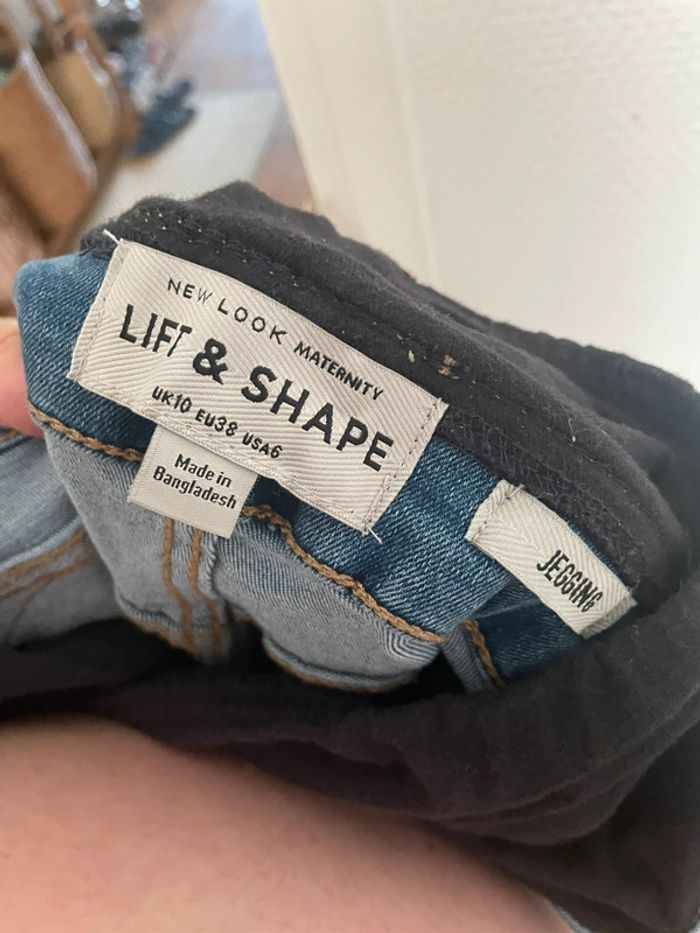 NEW LOOK MATERNITY
LIFT & SHAPE
UK10 EU38 USA6
Made in
Bangladesh
JEGGING